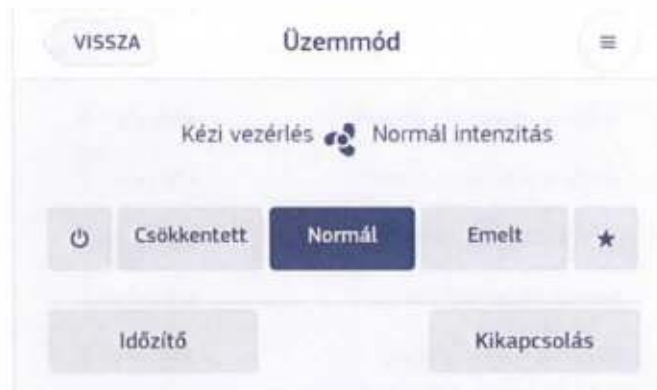 VISSZA Üzemmód
Kézi vezérlés Normál intenzitás
Csökkentett Normál Emelt
Időzítő Kikapcsolás